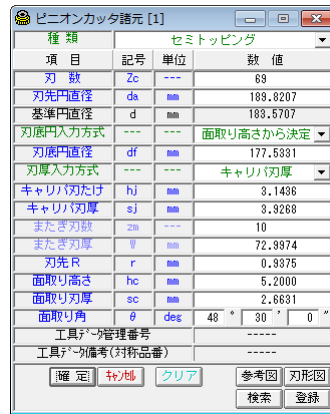 ピニオンカッタ諸元 [1]
種 類 セミトッピング
項 目 記号 単位 数 値
刃 数 Zc --- 69
刃先円直径 da mm 189.8207
基準円直径 d mm 183.5707
刃底円入力方式 --- --- 面取り高さから決定
刃底円直径 df mm 177.5331
刃厚入力方式 --- --- キャリパ刃厚
キャリパ刃たけ hj mm 3.1436
キャリパ刃厚 sj mm 3.9268
またぎ刃数 zm --- 10
またぎ刃厚 W mm 72.9974
刃先R r mm 0.9375
面取り高さ hc mm 5.2000
面取り刃厚 sc mm 2.6631
面取り角 θ deg 48 ° 30 ' 0 "
工具ﾃﾞｰﾀ管理番号 -----
工具ﾃﾞｰﾀ備考(対称品番) -----
確 定 ｷｬﾝｾﾙ クリア 参考図 刃形図
検索 登録